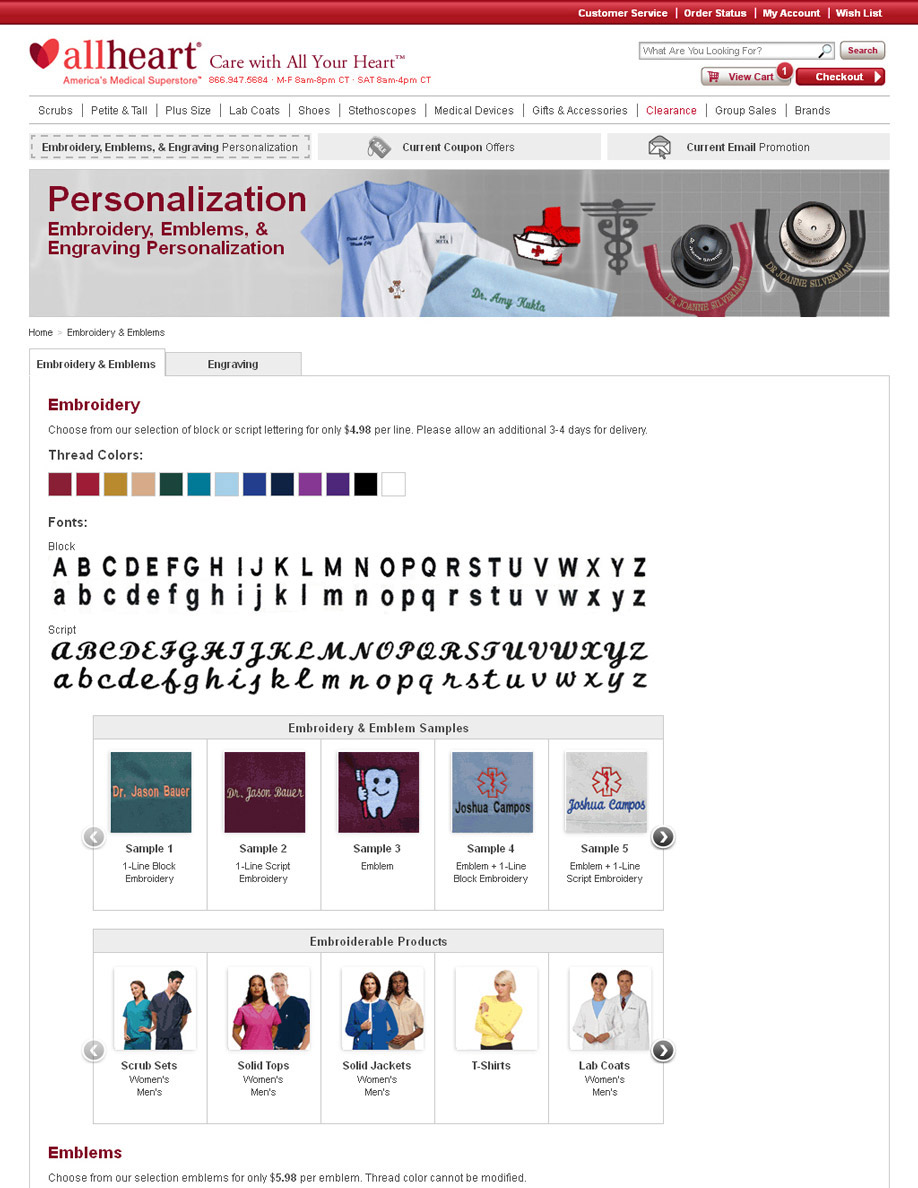 Customer Service | Order Status | My Account | Wish List
allheart® Care with All Your Heart™
America's Medical Superstore™ 866.947.5684 · M-F 8am-8pm CT · SAT 8am-4pm CT
What Are You Looking For? Search
View Cart 1 Checkout
Scrubs | Petite & Tall | Plus Size | Lab Coats | Shoes | Stethoscopes | Medical Devices | Gifts & Accessories | Clearance | Group Sales | Brands
Embroidery, Emblems, & Engraving Personalization
SALE Current Coupon Offers
Current Email Promotion
Personalization
Embroidery, Emblems, &
Engraving Personalization
Dr. Amy Kukta
DR JOANNE SILVERMAN
DR JOANNE SILVERMAN
Home > Embroidery & Emblems
Embroidery & Emblems Engraving
Embroidery
Choose from our selection of block or script lettering for only $4.98 per line. Please allow an additional 3-4 days for delivery.
Thread Colors:
Fonts:
Block
A B C D E F G H I J K L M N O P Q R S T U V W X Y Z
a b c d e f g h i j k l m n o p q r s t u v w x y z
Script
A B C D E F G H I J K L M N O P Q R S T U V W X Y Z
a b c d e f g h i j k l m n o p q r s t u v w x y z
Embroidery & Emblem Samples
Dr. Jason Bauer
Dr. Jason Bauer
Joshua Campos
Joshua Campos
Sample 1
1-Line Block
Embroidery
Sample 2
1-Line Script
Embroidery
Sample 3
Emblem
Sample 4
Emblem + 1-Line
Block Embroidery
Sample 5
Emblem + 1-Line
Script Embroidery
Embroiderable Products
Scrub Sets
Women's
Men's
Solid Tops
Women's
Men's
Solid Jackets
Women's
Men's
T-Shirts
Lab Coats
Women's
Men's
Emblems
Choose from our selection emblems for only $5.98 per emblem. Thread color cannot be modified.